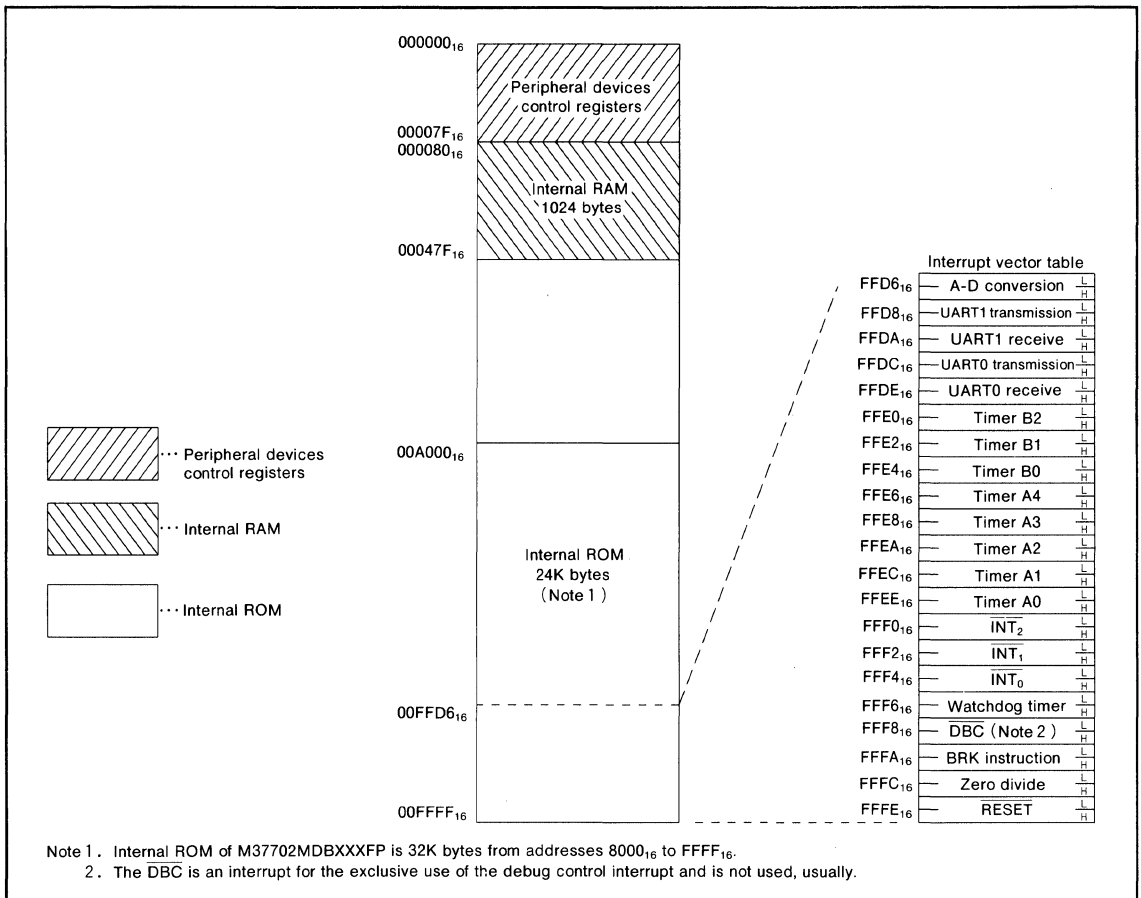 000000₁₆
Peripheral devices
control registers
00007F₁₆
000080₁₆
Internal RAM
1024 bytes
00047F₁₆
00A000₁₆
Internal ROM
24K bytes
(Note 1)
00FFD6₁₆
00FFFF₁₆
··· Peripheral devices
control registers
··· Internal RAM
··· Internal ROM
Interrupt vector table
FFD6₁₆ A-D conversion L H
FFD8₁₆ UART1 transmission L H
FFDA₁₆ UART1 receive L H
FFDC₁₆ UART0 transmission L H
FFDE₁₆ UART0 receive L H
FFE0₁₆ Timer B2 L H
FFE2₁₆ Timer B1 L H
FFE4₁₆ Timer B0 L H
FFE6₁₆ Timer A4 L H
FFE8₁₆ Timer A3 L H
FFEA₁₆ Timer A2 L H
FFEC₁₆ Timer A1 L H
FFEE₁₆ Timer A0 L H
FFF0₁₆ INT₂ L H
FFF2₁₆ INT₁ L H
FFF4₁₆ INT₀ L H
FFF6₁₆ Watchdog timer L H
FFF8₁₆ DBC (Note 2) L H
FFFA₁₆ BRK instruction L H
FFFC₁₆ Zero divide L H
FFFE₁₆ RESET L H
Note 1. Internal ROM of M37702MDBXXXFP is 32K bytes from addresses 8000₁₆ to FFFF₁₆.
2. The DBC is an interrupt for the exclusive use of the debug control interrupt and is not used, usually.